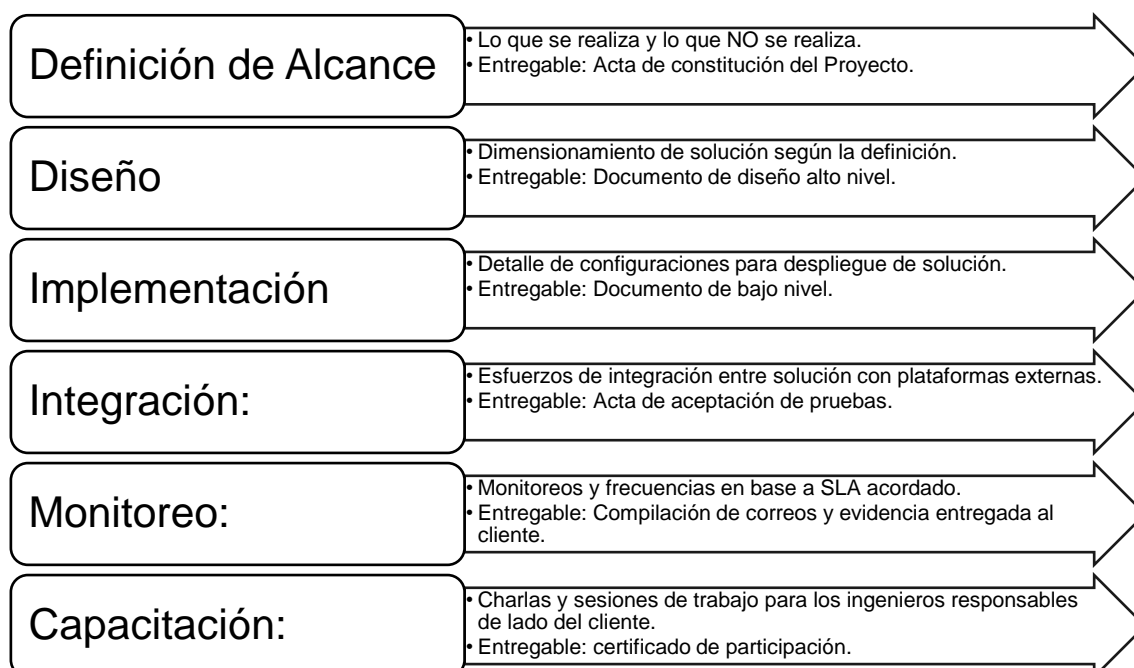 Definición de Alcance
• Lo que se realiza y lo que NO se realiza.
• Entregable: Acta de constitución del Proyecto.
Diseño
• Dimensionamiento de solución según la definición.
• Entregable: Documento de diseño alto nivel.
Implementación
• Detalle de configuraciones para despliegue de solución.
• Entregable: Documento de bajo nivel.
Integración:
• Esfuerzos de integración entre solución con plataformas externas.
• Entregable: Acta de aceptación de pruebas.
Monitoreo:
• Monitoreos y frecuencias en base a SLA acordado.
• Entregable: Compilación de correos y evidencia entregada al
cliente.
Capacitación:
• Charlas y sesiones de trabajo para los ingenieros responsables
de lado del cliente.
• Entregable: certificado de participación.